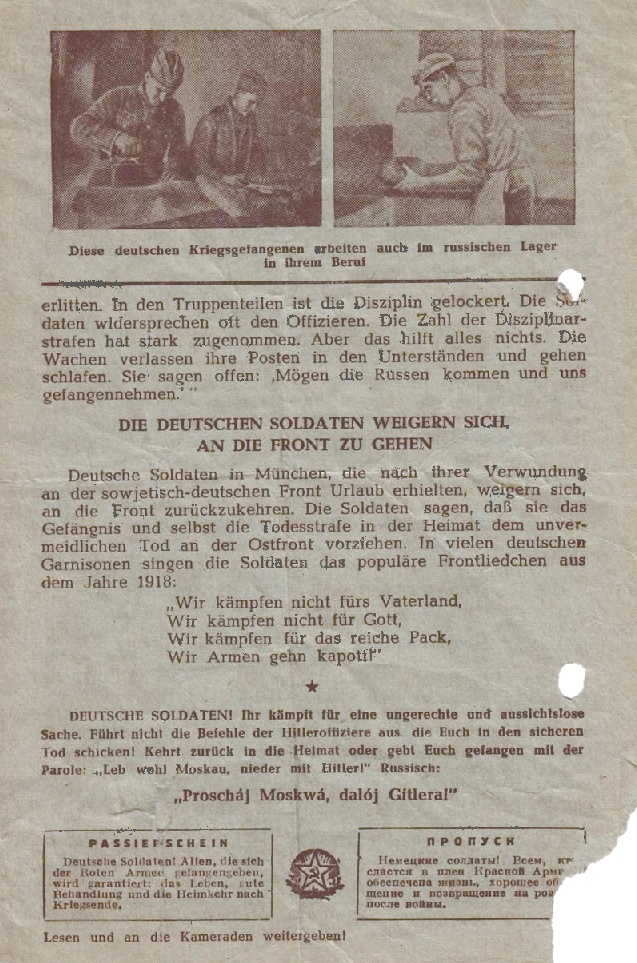 Diese deutschen Kriegsgefangenen arbeiten auch im russischen Lager
in ihrem Beruf
erlitten. In den Truppenteilen ist die Disziplin gelockert. Die Sol-
daten widersprechen oft den Offizieren. Die Zahl der Disziplinar-
strafen hat stark zugenommen. Aber das hilft alles nichts. Die
Wachen verlassen ihre Posten in den Unterständen und gehen
schlafen. Sie sagen offen: ‚Mögen die Russen kommen und uns
gefangennehmen.‘“
DIE DEUTSCHEN SOLDATEN WEIGERN SICH,
AN DIE FRONT ZU GEHEN
Deutsche Soldaten in München, die nach ihrer Verwundung
an der sowjetisch-deutschen Front Urlaub erhielten, weigern sich,
an die Front zurückzukehren. Die Soldaten sagen, daß sie das
Gefängnis und selbst die Todesstrafe in der Heimat dem unver-
meidlichen Tod an der Ostfront vorziehen. In vielen deutschen
Garnisonen singen die Soldaten das populäre Frontliedchen aus
dem Jahre 1918:
„Wir kämpfen nicht fürs Vaterland,
Wir kämpfen nicht für Gott,
Wir kämpfen für das reiche Pack,
Wir Armen gehn kapott!“
★
DEUTSCHE SOLDATEN! Ihr kämpft für eine ungerechte und aussichtslose
Sache. Führt nicht die Befehle der Hitleroffiziere aus, die Euch in den sicheren
Tod schicken! Kehrt zurück in die Heimat oder gebt Euch gefangen mit der
Parole: „Leb wohl Moskau, nieder mit Hitler!“ Russisch:
„Proscháj Moskwá, dalój Gitlera!“
PASSIERSCHEIN
Deutsche Soldaten! Allen, die sich
der Roten Armee gefangengeben,
wird garantiert: das Leben, gute
Behandlung und die Heimkehr nach
Kriegsende.
ПРОПУСК
Немецкие солдаты! Всем, кт
сдастся в плен Красной Арми
обеспечена жизнь, хорошее об
щение и возвращение на род
после войны.
Lesen und an die Kameraden weitergeben!